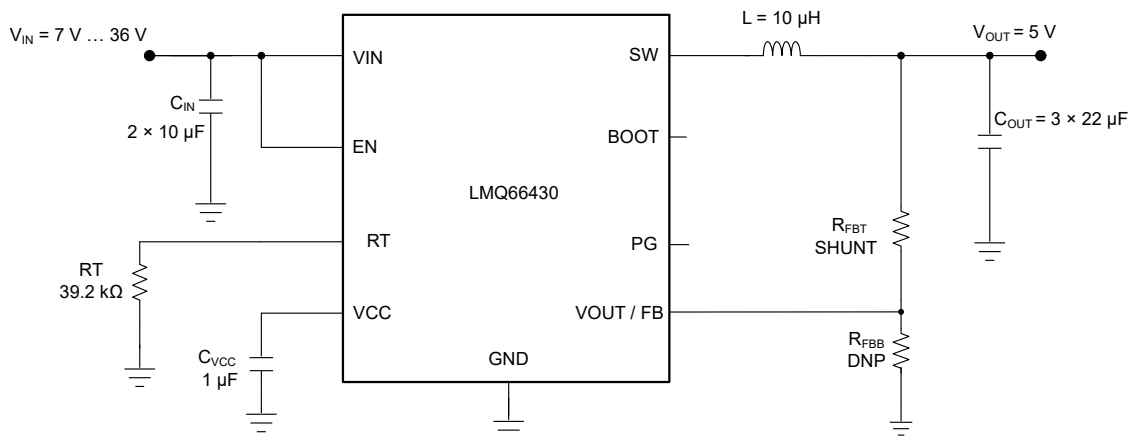 L = 10 µH
V_IN = 7 V … 36 V
V_OUT = 5 V
VIN
SW
C_IN
2 × 10 µF
C_OUT = 3 × 22 µF
BOOT
EN
LMQ66430
R_FBT
SHUNT
RT
PG
RT
39.2 kΩ
VCC
VOUT / FB
R_FBB
DNP
C_VCC
1 µF
GND